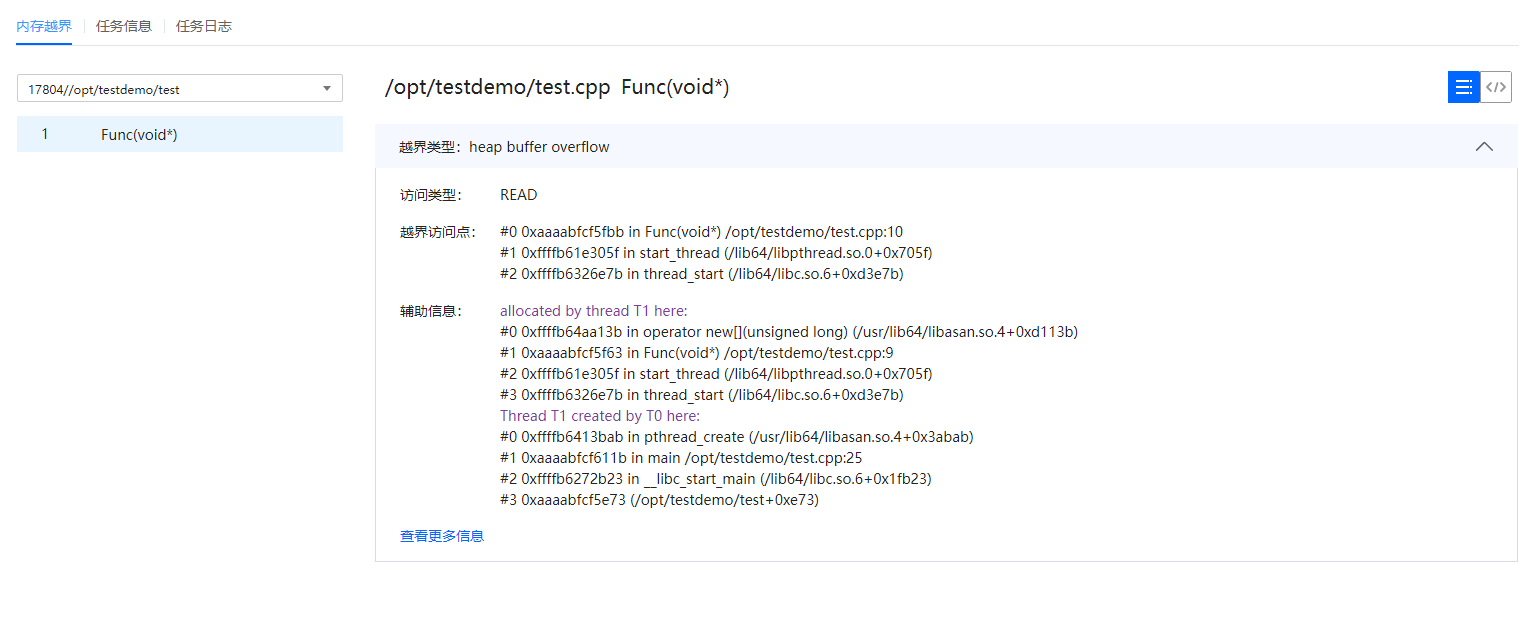 内存越界 任务信息 任务日志
17804//opt/testdemo/test
/opt/testdemo/test.cpp Func(void*)
</>
1 Func(void*)
越界类型：heap buffer overflow
访问类型： READ
越界访问点： #0 0xaaaabfcf5fbb in Func(void*) /opt/testdemo/test.cpp:10
#1 0xffffb61e305f in start_thread (/lib64/libpthread.so.0+0x705f)
#2 0xffffb6326e7b in thread_start (/lib64/libc.so.6+0xd3e7b)
辅助信息： allocated by thread T1 here:
#0 0xffffb64aa13b in operator new[](unsigned long) (/usr/lib64/libasan.so.4+0xd113b)
#1 0xaaaabfcf5f63 in Func(void*) /opt/testdemo/test.cpp:9
#2 0xffffb61e305f in start_thread (/lib64/libpthread.so.0+0x705f)
#3 0xffffb6326e7b in thread_start (/lib64/libc.so.6+0xd3e7b)
Thread T1 created by T0 here:
#0 0xffffb6413bab in pthread_create (/usr/lib64/libasan.so.4+0x3abab)
#1 0xaaaabfcf611b in main /opt/testdemo/test.cpp:25
#2 0xffffb6272b23 in __libc_start_main (/lib64/libc.so.6+0x1fb23)
#3 0xaaaabfcf5e73 (/opt/testdemo/test+0xe73)
查看更多信息